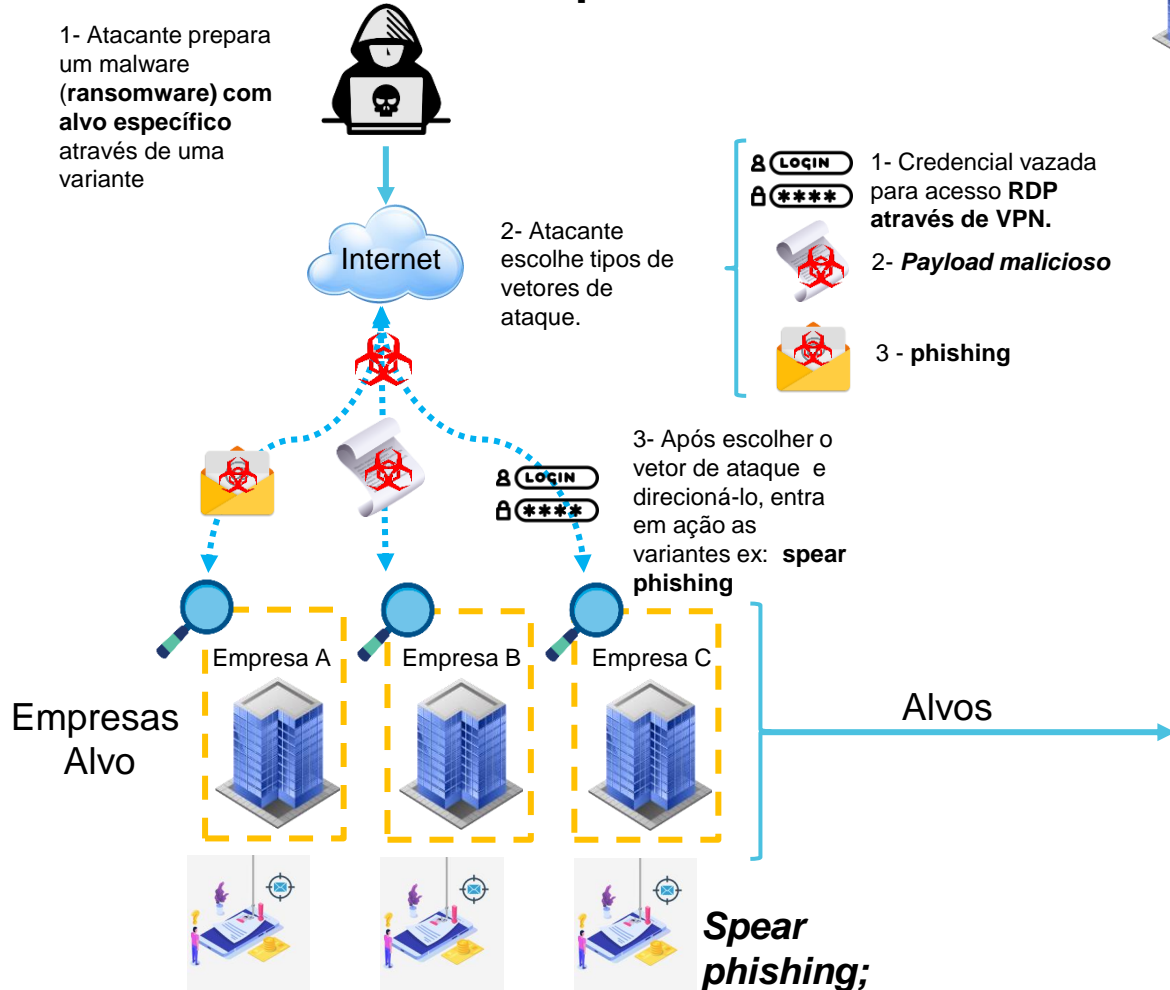 1- Atacante prepara
um malware
(ransomware) com
alvo específico
através de uma
variante
Internet
2- Atacante
escolhe tipos de
vetores de
ataque.
LOGIN
****
1- Credencial vazada
para acesso RDP
através de VPN.
2- Payload malicioso
3 - phishing
LOGIN
****
3- Após escolher o
vetor de ataque e
direcioná-lo, entra
em ação as
variantes ex: spear
phishing
Empresas
Alvo
Empresa A
Empresa B
Empresa C
Alvos
Spear
phishing;